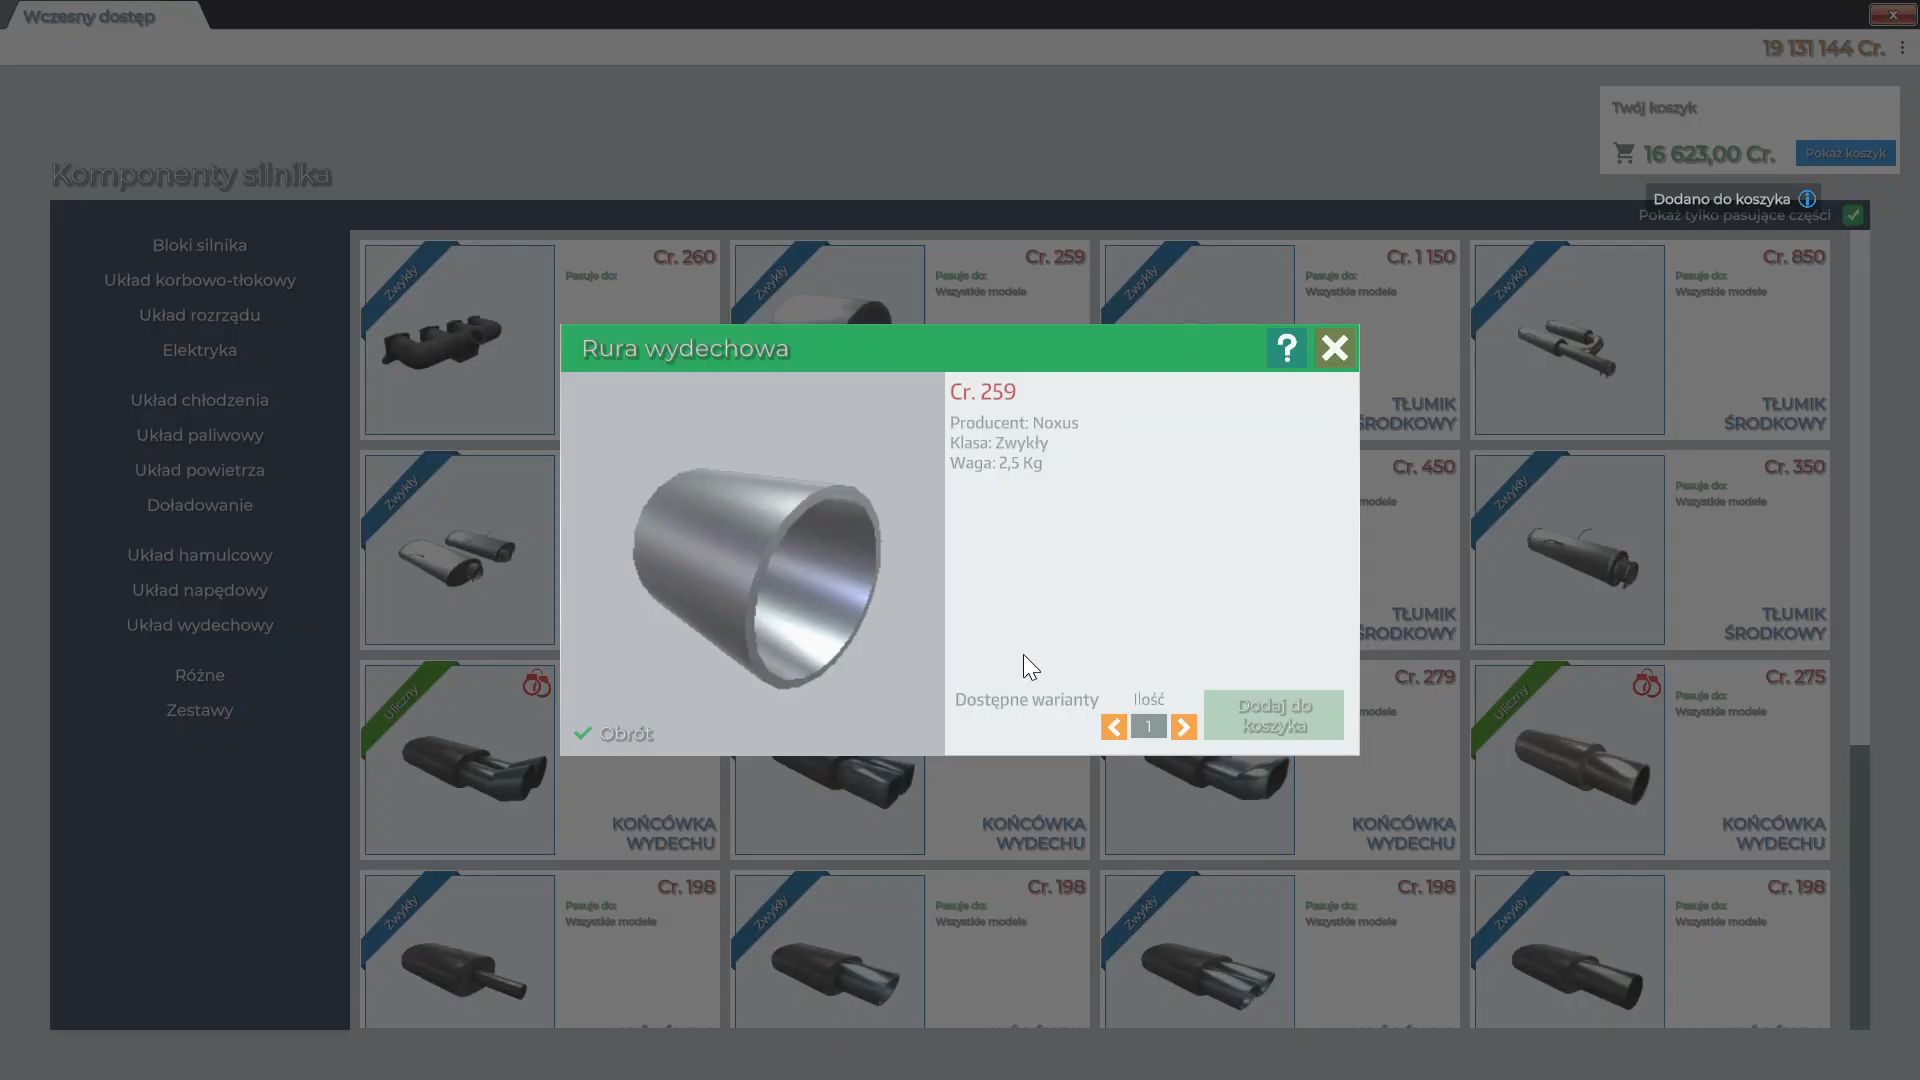 Wczesny dostęp
19 131 144 Cr.
Twój koszyk
16 623,00 Cr.
Pokaż koszyk
Komponenty silnika
Dodano do koszyka
Pokaż tylko pasujące części
Bloki silnika
Układ korbowo-tłokowy
Układ rozrządu
Elektryka
Układ chłodzenia
Układ paliwowy
Układ powietrza
Doładowanie
Układ hamulcowy
Układ napędowy
Układ wydechowy
Różne
Zestawy
Zwykły
Cr. 260
Pasuje do:
Zwykły
Cr. 259
Pasuje do:
Wszystkie modele
Zwykły
Cr. 1 150
Pasuje do:
Wszystkie modele
TŁUMIK
ŚRODKOWY
Zwykły
Cr. 850
Pasuje do:
Wszystkie modele
TŁUMIK
ŚRODKOWY
Rura wydechowa
?
Cr. 259
Producent: Noxus
Klasa: Zwykły
Waga: 2,5 Kg
Dostępne warianty
Ilość
1
Dodaj do
koszyka
Obrót
Zwykły
Cr. 450
modele
TŁUMIK
ŚRODKOWY
Zwykły
Cr. 350
Pasuje do:
Wszystkie modele
TŁUMIK
ŚRODKOWY
Uliczny
KOŃCÓWKA
WYDECHU
KOŃCÓWKA
WYDECHU
Cr. 279
modele
KOŃCÓWKA
WYDECHU
Uliczny
Cr. 275
Pasuje do:
Wszystkie modele
KOŃCÓWKA
WYDECHU
Zwykły
Cr. 198
Pasuje do:
Wszystkie modele
Zwykły
Cr. 198
Pasuje do:
Wszystkie modele
Zwykły
Cr. 198
Pasuje do:
Wszystkie modele
Zwykły
Cr. 198
Pasuje do:
Wszystkie modele